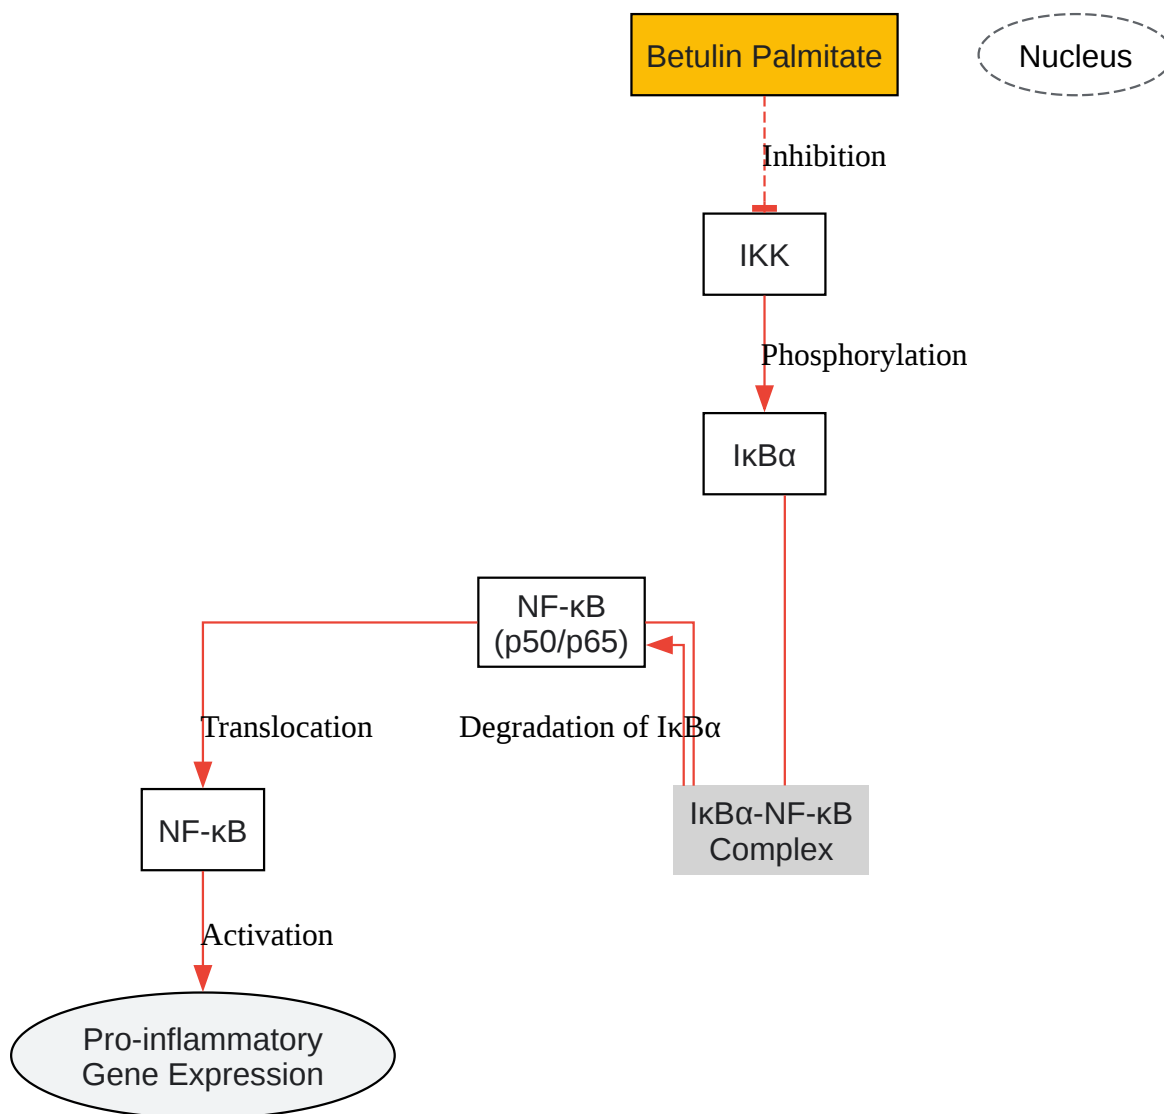 Betulin Palmitate
Nucleus
Inhibition
IKK
Phosphorylation
IκBα
NF-κB
(p50/p65)
Translocation
Degradation of IκBα
IκBα-NF-κB
Complex
NF-κB
Activation
Pro-inflammatory
Gene Expression